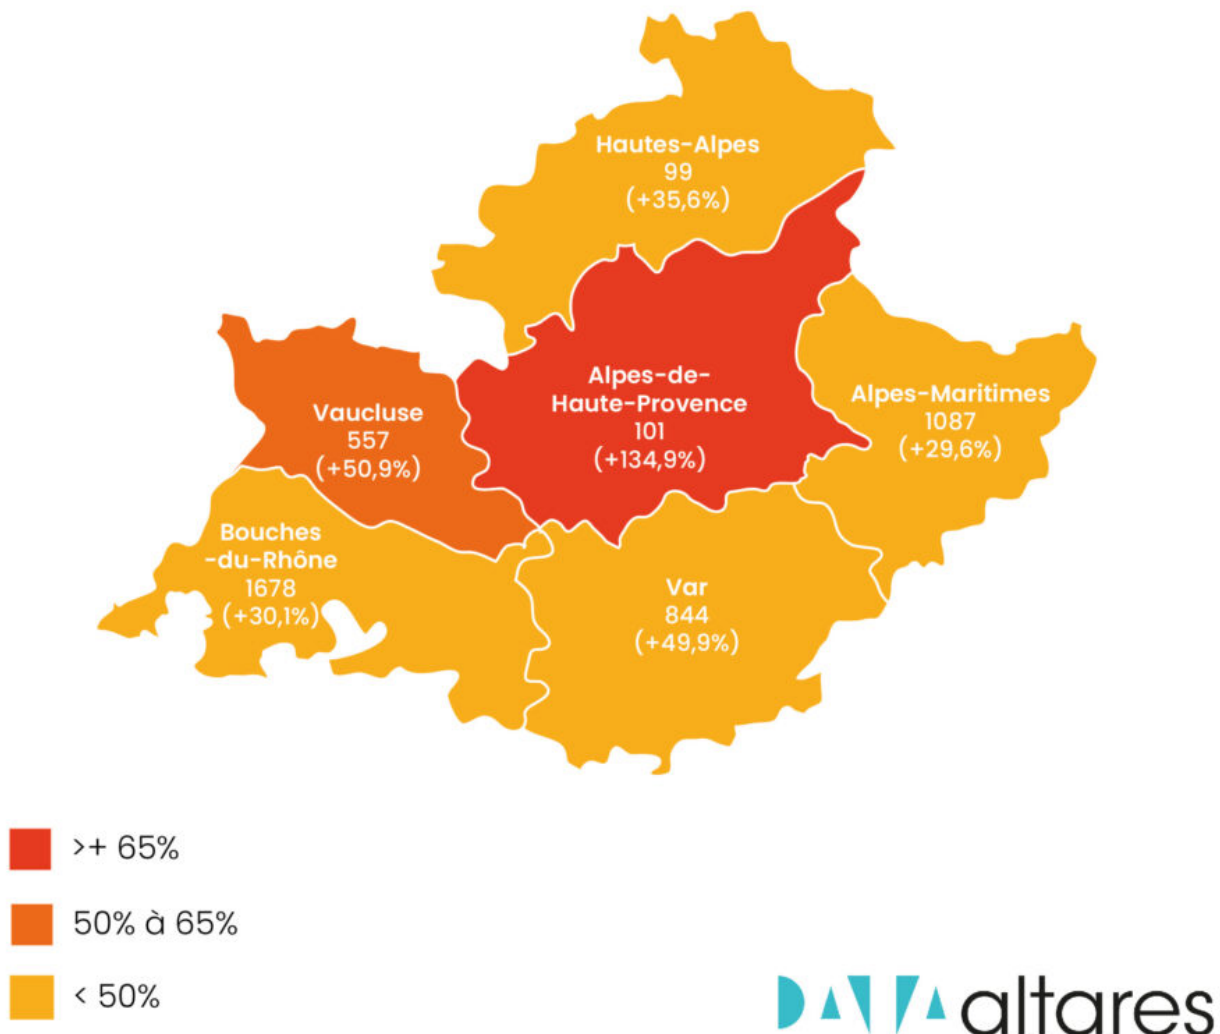 Hautes-Alpes
99
(+35,6%)
Alpes-de-
Haute-Provence
101
(+134,9%)
Alpes-Maritimes
1087
(+29,6%)
Vaucluse
557
(+50,9%)
Bouches
-du-Rhône
1678
(+30,1%)
Var
844
(+49,9%)
>+ 65%
50% à 65%
< 50%
DATA altares